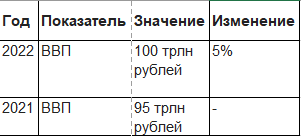 Год Показатель Значение Изменение
2022 ВВП 100 трлн 5%
рублей
2021 ВВП 95 трлн -
рублей